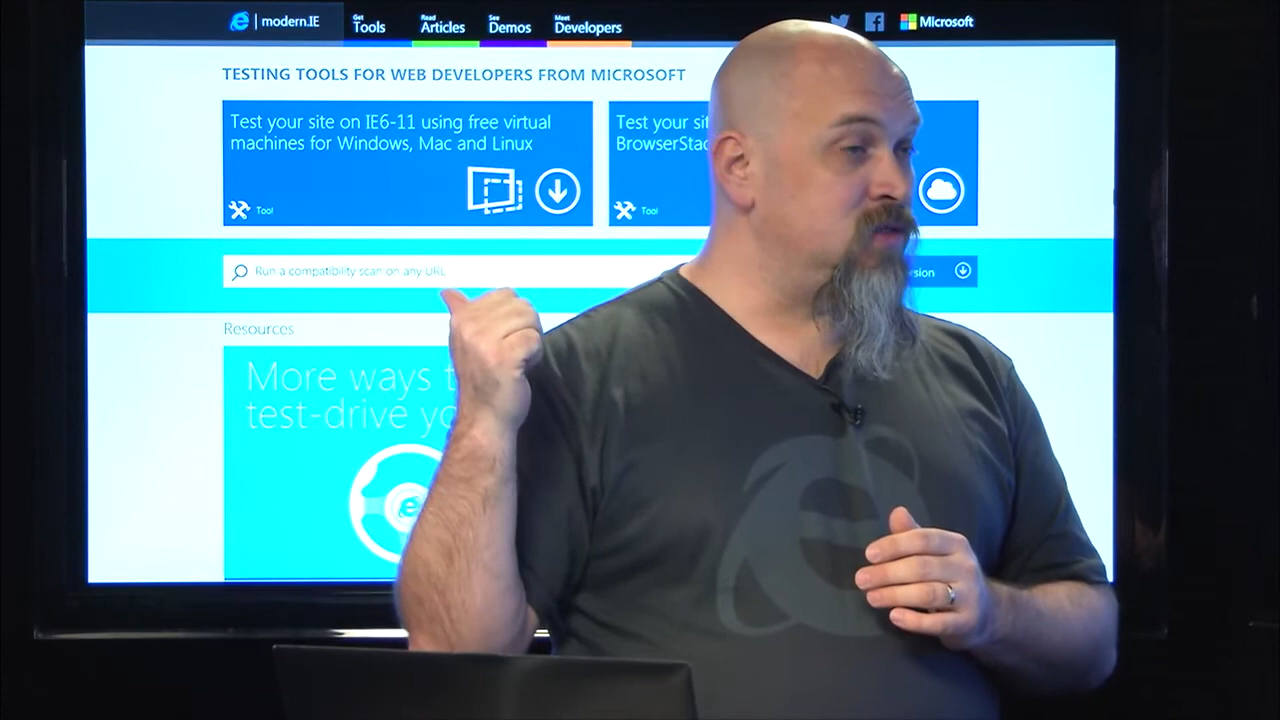 modern.IE
Get
Tools
Read
Articles
See
Demos
Meet
Developers
Microsoft
TESTING TOOLS FOR WEB DEVELOPERS FROM MICROSOFT
Test your site on IE6-11 using free virtual
machines for Windows, Mac and Linux
Tool
Test your sit
BrowserStac
Tool
Run a compatibility scan on any URL
sion
Resources
More ways t
test-drive yo